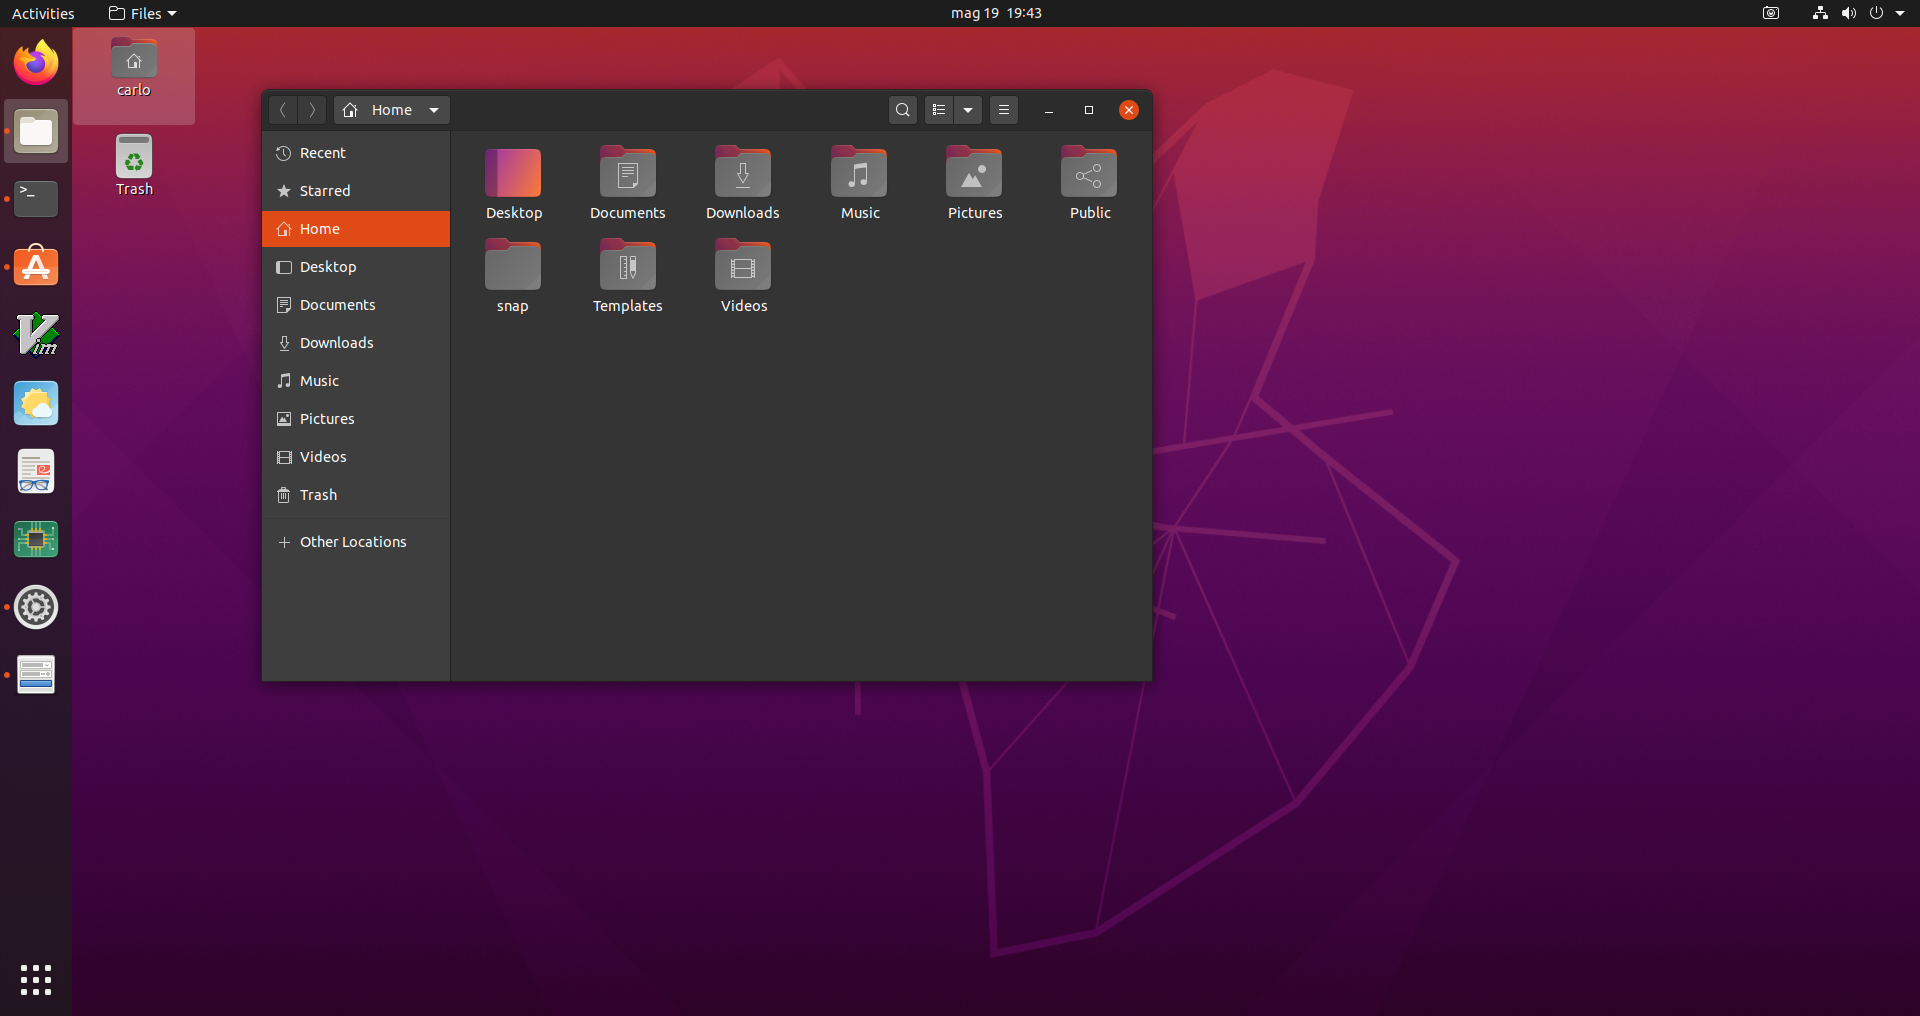 Activities
Files
mag 19 19:43
carlo
Trash
Home
Recent
Starred
Home
Desktop
Documents
Downloads
Music
Pictures
Videos
Trash
Other Locations
Desktop
Documents
Downloads
Music
Pictures
Public
snap
Templates
Videos
>_
Vim